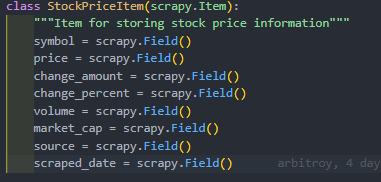 class StockPriceItem(scrapy.Item):
    """Item for storing stock price information"""
    symbol = scrapy.Field()
    price = scrapy.Field()
    change_amount = scrapy.Field()
    change_percent = scrapy.Field()
    volume = scrapy.Field()
    market_cap = scrapy.Field()
    source = scrapy.Field()
    scraped_date = scrapy.Field()     arbitroy, 4 day